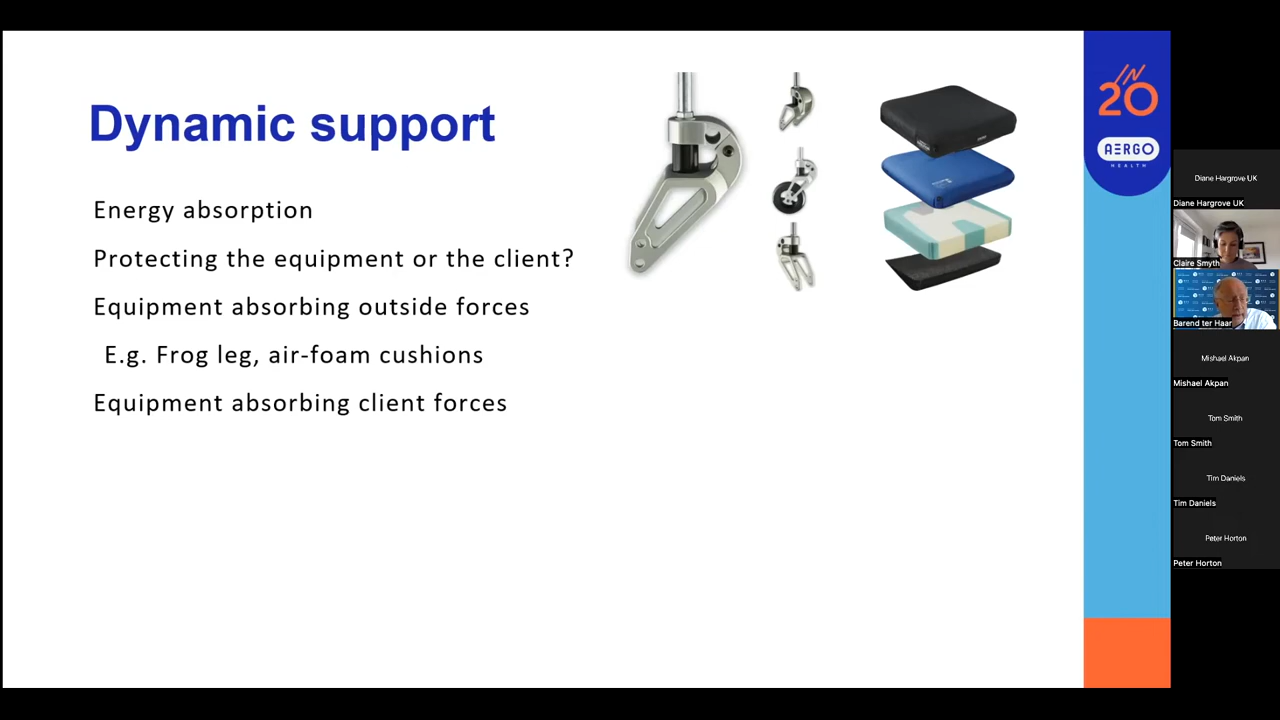 Dynamic support
Energy absorption
Protecting the equipment or the client?
Equipment absorbing outside forces
E.g. Frog leg, air-foam cushions
Equipment absorbing client forces
IN
20
AERGO
HEALTH
Diane Hargrove UK
Diane Hargrove UK
Claire Smyth
Barend ter Haar
Mishael Akpan
Mishael Akpan
Tom Smith
Tom Smith
Tim Daniels
Tim Daniels
Peter Horton
Peter Horton